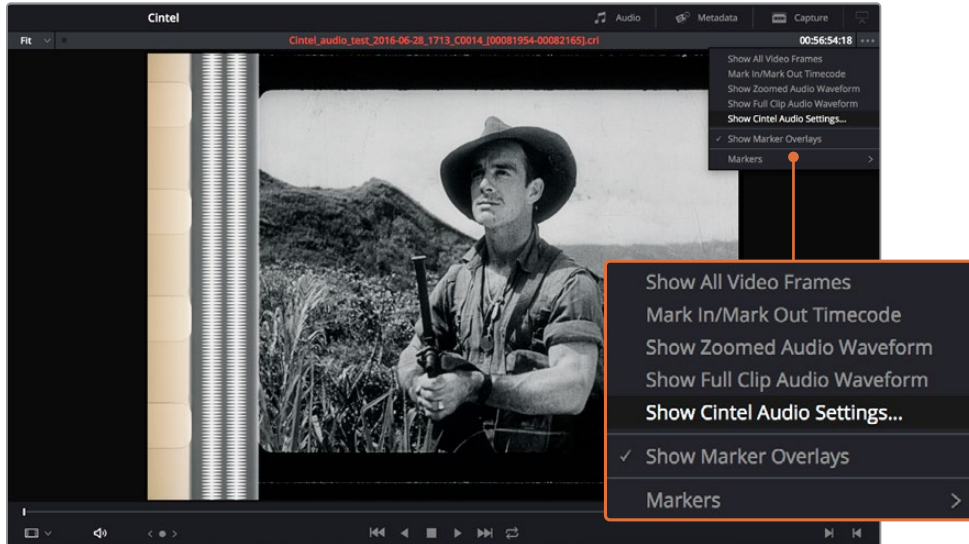 Cintel
Audio
Metadata
Capture
Fit
Cintel_audio_test_2016-06-28_1713_C0014_[00081954-00082165].cri
00:56:54:18
Show All Video Frames
Mark In/Mark Out Timecode
Show Zoomed Audio Waveform
Show Full Clip Audio Waveform
Show Cintel Audio Settings...
✓ Show Marker Overlays
Markers >
Show All Video Frames
Mark In/Mark Out Timecode
Show Zoomed Audio Waveform
Show Full Clip Audio Waveform
Show Cintel Audio Settings...
✓ Show Marker Overlays
Markers >